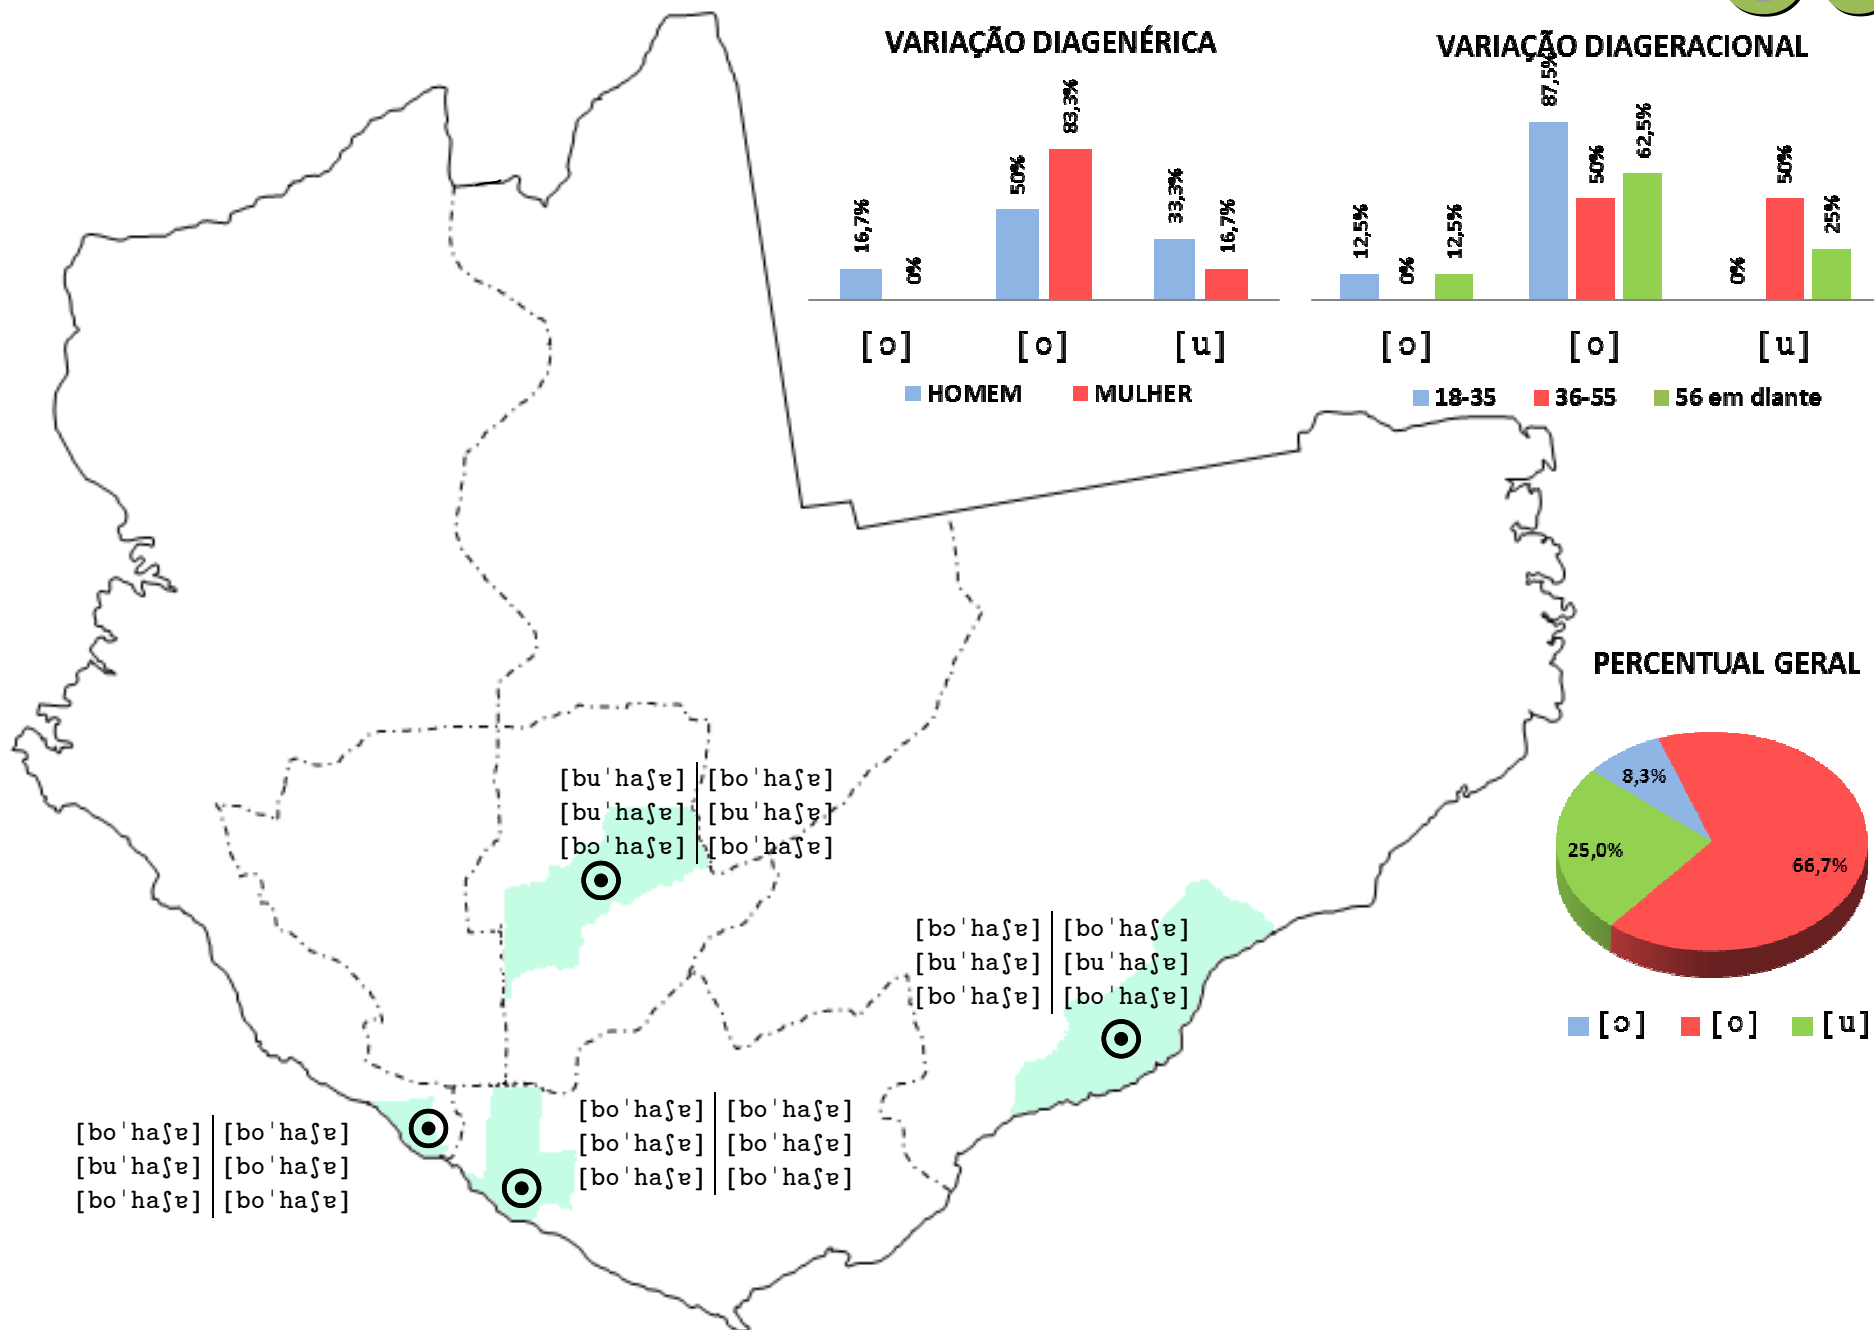 VARIAÇÃO DIAGENÉRICA
16,7%
0%
50%
83,3%
33,3%
16,7%
[ɔ] [o] [u]
HOMEM MULHER
VARIAÇÃO DIAGERACIONAL
12,5%
0%
12,5%
87,5%
50%
62,5%
0%
50%
25%
[ɔ] [o] [u]
18-35 36-55 56 em diante
PERCENTUAL GERAL
8,3%
25,0%
66,7%
[ɔ] [o] [u]
[buˈhaʃɐ] [boˈhaʃɐ]
[buˈhaʃɐ] [buˈhaʃɐ]
[bɔˈhaʃɐ] [boˈhaʃɐ]
[bɔˈhaʃɐ] [boˈhaʃɐ]
[buˈhaʃɐ] [buˈhaʃɐ]
[boˈhaʃɐ] [boˈhaʃɐ]
[boˈhaʃɐ] [boˈhaʃɐ]
[boˈhaʃɐ] [boˈhaʃɐ]
[boˈhaʃɐ] [boˈhaʃɐ]
[boˈhaʃɐ] [boˈhaʃɐ]
[buˈhaʃɐ] [boˈhaʃɐ]
[boˈhaʃɐ] [boˈhaʃɐ]